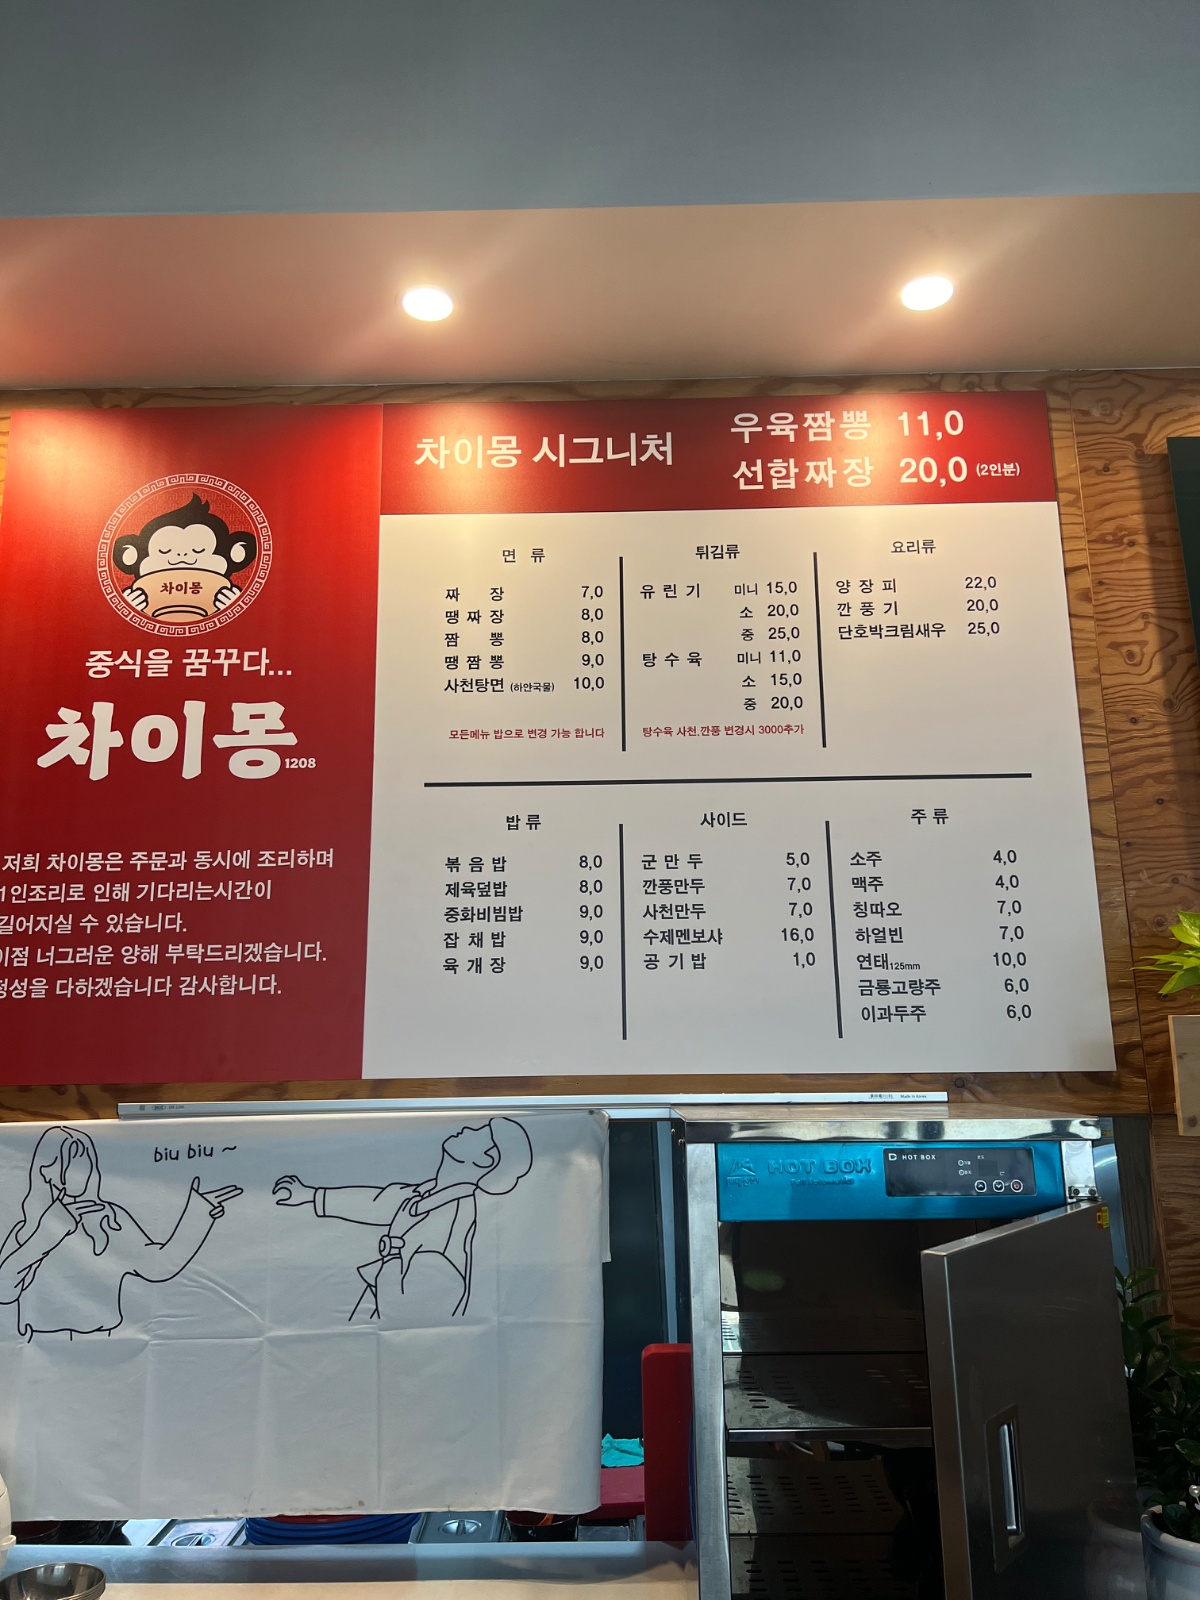 차이몽
중식을 꿈꾸다...
차이몽 1208
저희 차이몽은 주문과 동시에 조리하며
1인조리로 인해 기다리는시간이
길어지실 수 있습니다.
이점 너그러운 양해 부탁드리겠습니다.
정성을 다하겠습니다 감사합니다.
차이몽 시그니처
우육짬뽕 11,0
선합짜장 20,0 (2인분)
면 류
짜 장 7,0
땡 짜 장 8,0
짬 뽕 8,0
땡 짬 뽕 9,0
사천탕면 (하얀국물) 10,0
모든메뉴 밥으로 변경 가능 합니다
튀김류
유 린 기 미니 15,0
소 20,0
중 25,0
탕 수 육 미니 11,0
소 15,0
중 20,0
탕수육 사천,깐풍 변경시 3000추가
요리류
양 장 피 22,0
깐 풍 기 20,0
단호박크림새우 25,0
밥 류
볶 음 밥 8,0
제육덮밥 8,0
중화비빔밥 9,0
잡 채 밥 9,0
육 개 장 9,0
사이드
군 만 두 5,0
깐풍만두 7,0
사천만두 7,0
수제멘보샤 16,0
공 기 밥 1,0
주 류
소주 4,0
맥주 4,0
칭따오 7,0
하얼빈 7,0
연태125mm 10,0
금룡고량주 6,0
이과두주 6,0
biu biu ~
HOT BOX
HOT BOX